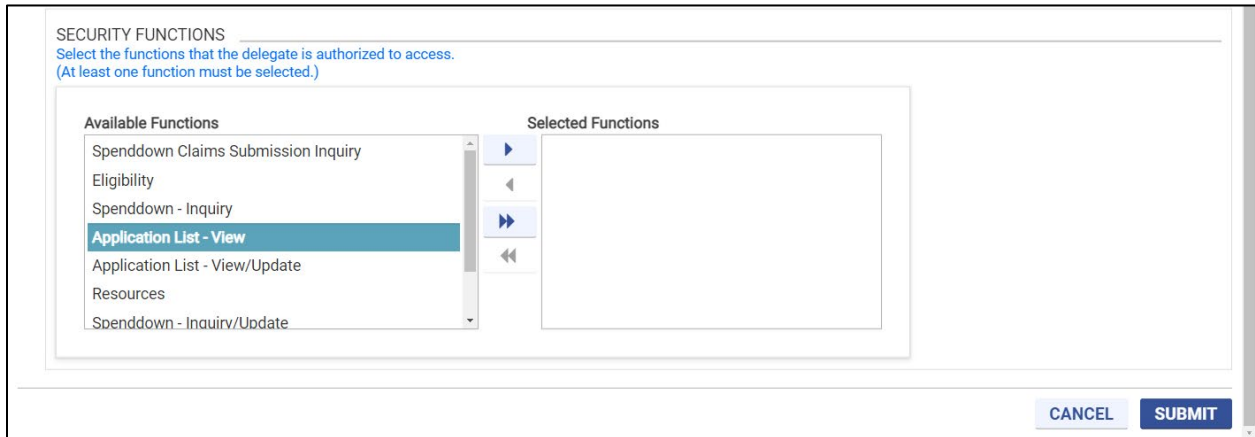 SECURITY FUNCTIONS
Select the functions that the delegate is authorized to access.
(At least one function must be selected.)
Available Functions
Selected Functions
Spenddown Claims Submission Inquiry
Eligibility
Spenddown - Inquiry
Application List - View
Application List - View/Update
Resources
Spenddown - Inquiry/Update
CANCEL
SUBMIT